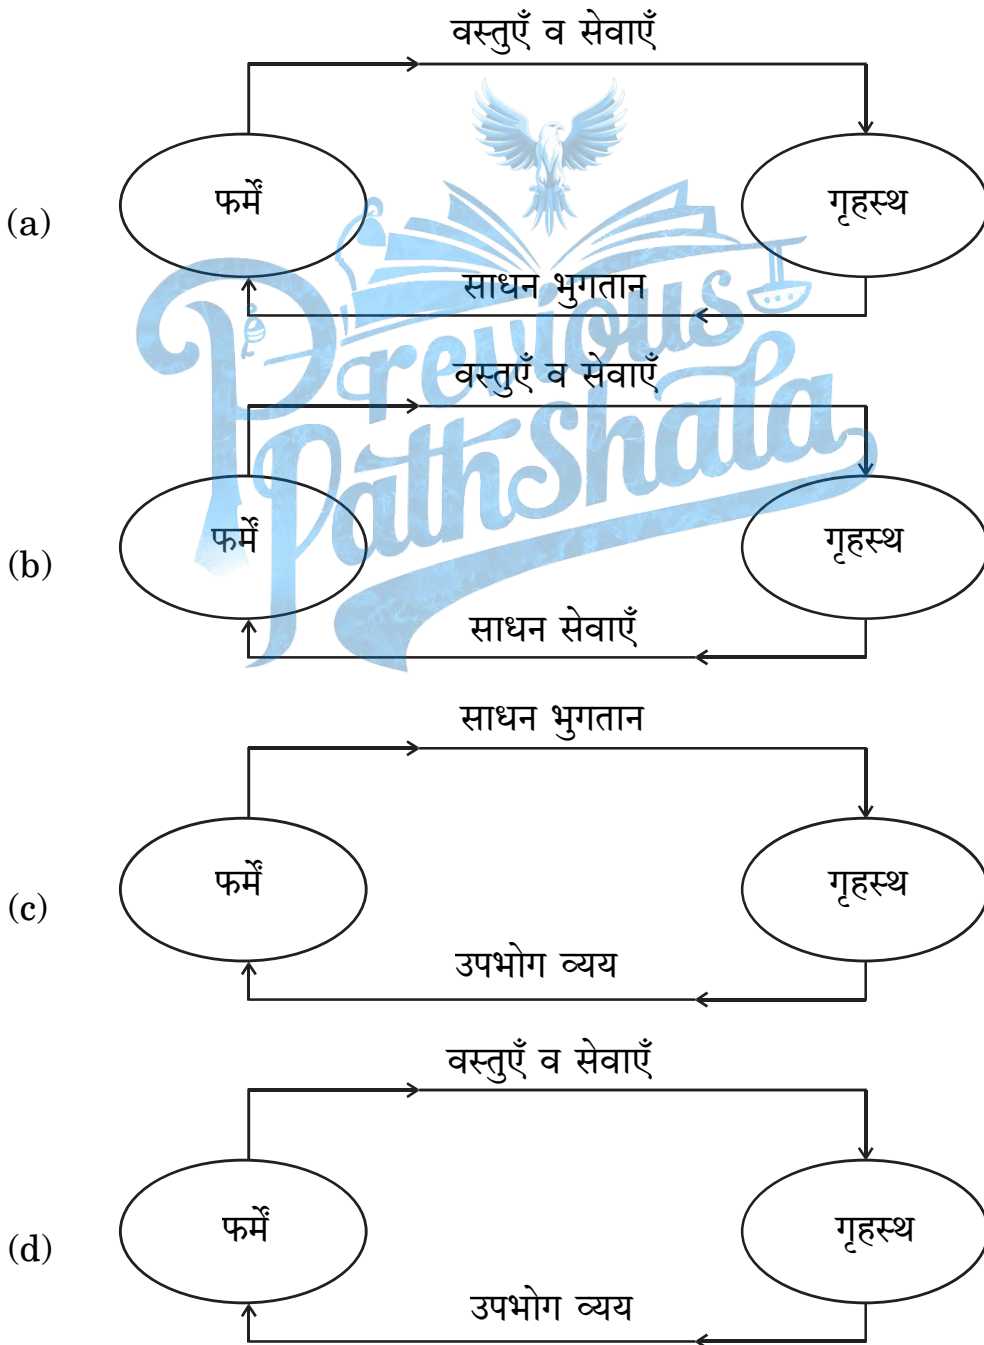 वस्तुएँ व सेवाएँ
(a) फर्में गृहस्थ
साधन भुगतान
Previous
PathShala
वस्तुएँ व सेवाएँ
(b) फर्में गृहस्थ
साधन सेवाएँ
साधन भुगतान
(c) फर्में गृहस्थ
उपभोग व्यय
वस्तुएँ व सेवाएँ
(d) फर्में गृहस्थ
उपभोग व्यय